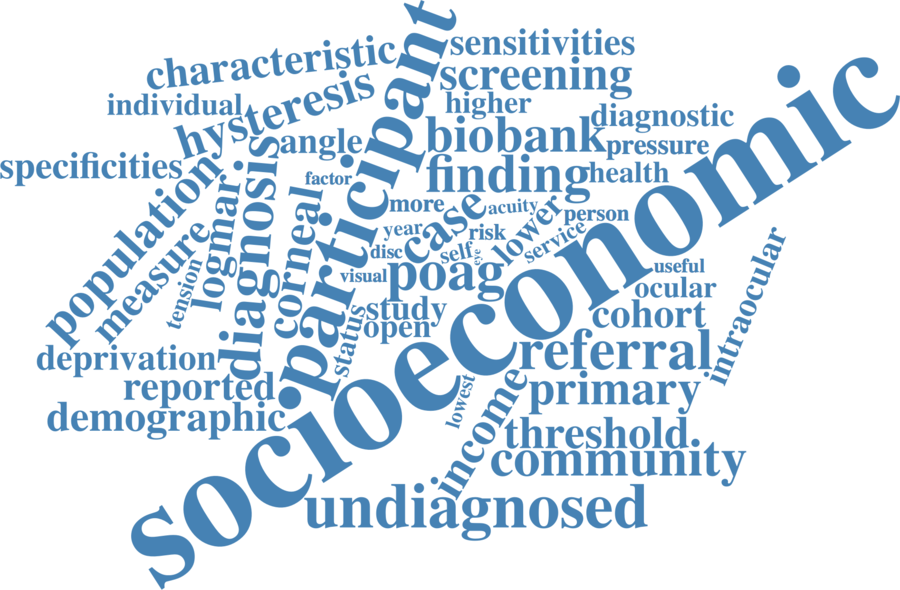 characteristic
participant
sensitivities
screening
socioeconomic
individual
hysteresis
higher
diagnostic
angle
biobank
pressure
specificities
factor
finding
health
population
logmar
diagnosis
corneal
more
case
acuity
lower
person
year
risk
service
measure
disc
self
eye
tension
visual
poag
useful
ocular
intraocular
status
study
open
cohort
deprivation
referral
reported
lowest
income
primary
demographic
threshold
community
undiagnosed